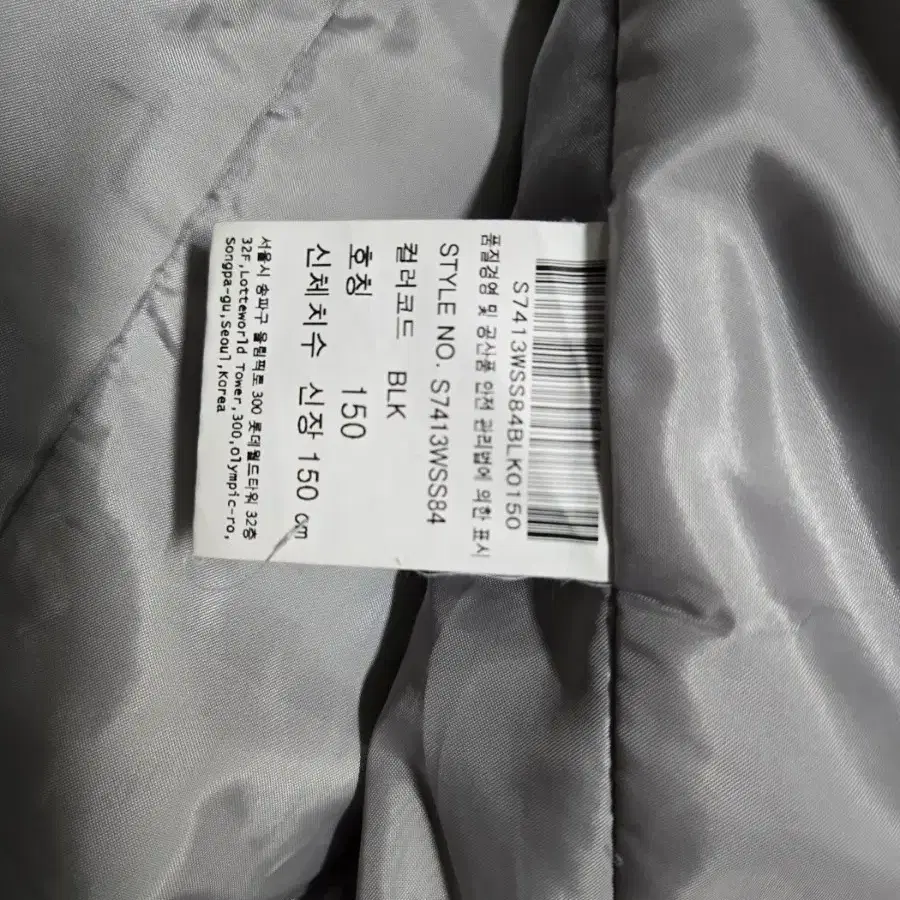 S7413WSS84BLK0150
품질경영 및 공산품 안전 관리법에 의한 표시
STYLE NO. S7413WSS84
컬러코드 BLK
호칭 150
신체치수 신장 150 cm
서울시 송파구 올림픽로 300 롯데월드타워 32층
32F,Lotteworld Tower,300,olympic-ro,
Songpa-gu,Seoul,Korea